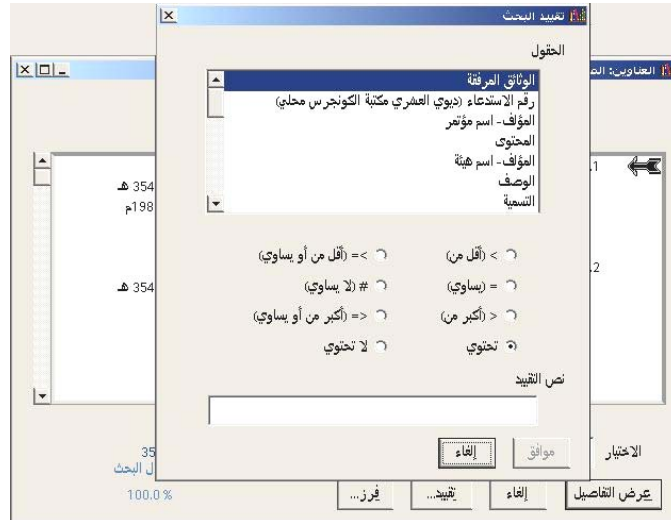 تقييد البحث
الحقول
العناوين:
الوثائق المرفقة
رقم الاستدعاء (ديوي العشري مكتبة الكونجرس محلي)
المؤلف- اسم مؤتمر
المحتوى
المؤلف- اسم هيئة
الوصف
التسمية
.1
354 هـ
198م
.2
354 هـ
> (أقل من)
>= (أقل من أو يساوي)
= (يساوي)
# (لا يساوي)
< (أكبر من)
<= (أكبر من أو يساوي)
تحتوي
لا تحتوي
نص التقييد
موافق
إلغاء
الاختيار
35
البحث
100.0 %
عرض التفاصيل
إلغاء
تقييد...
فرز...